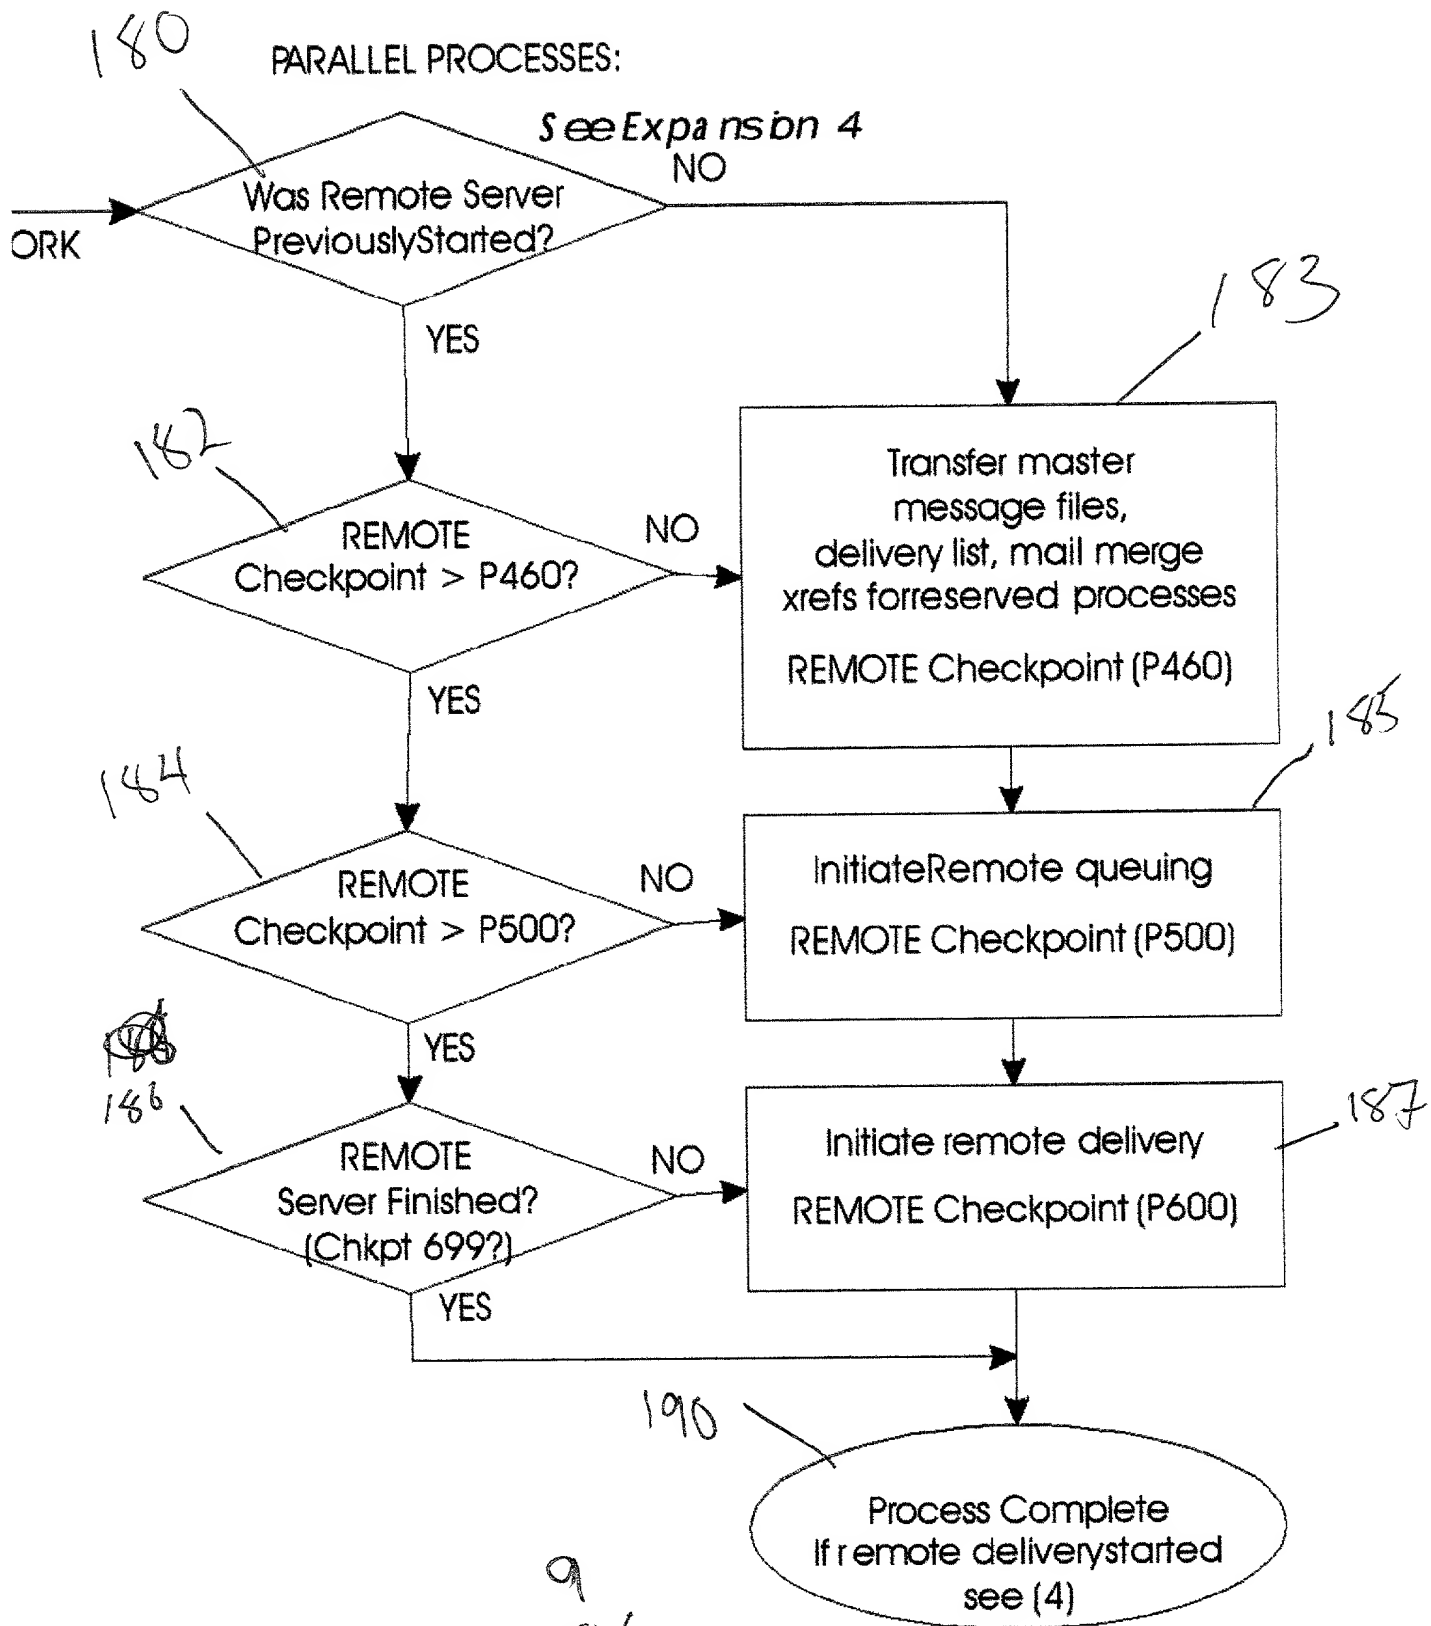 180
PARALLEL PROCESSES:
See Expansion 4
NO
Was Remote Server
PreviouslyStarted?
ORK
YES
183
182
REMOTE
Checkpoint > P460?
NO
Transfer master
message files,
delivery list, mail merge
xrefs forreserved processes
REMOTE Checkpoint (P460)
YES
185
184
REMOTE
Checkpoint > P500?
NO
InitiateRemote queuing
REMOTE Checkpoint (P500)
YES
186
REMOTE
Server Finished?
(Chkpt 699?)
NO
Initiate remote delivery
REMOTE Checkpoint (P600)
187
YES
190
Process Complete
If remote deliverystarted
see (4)
9